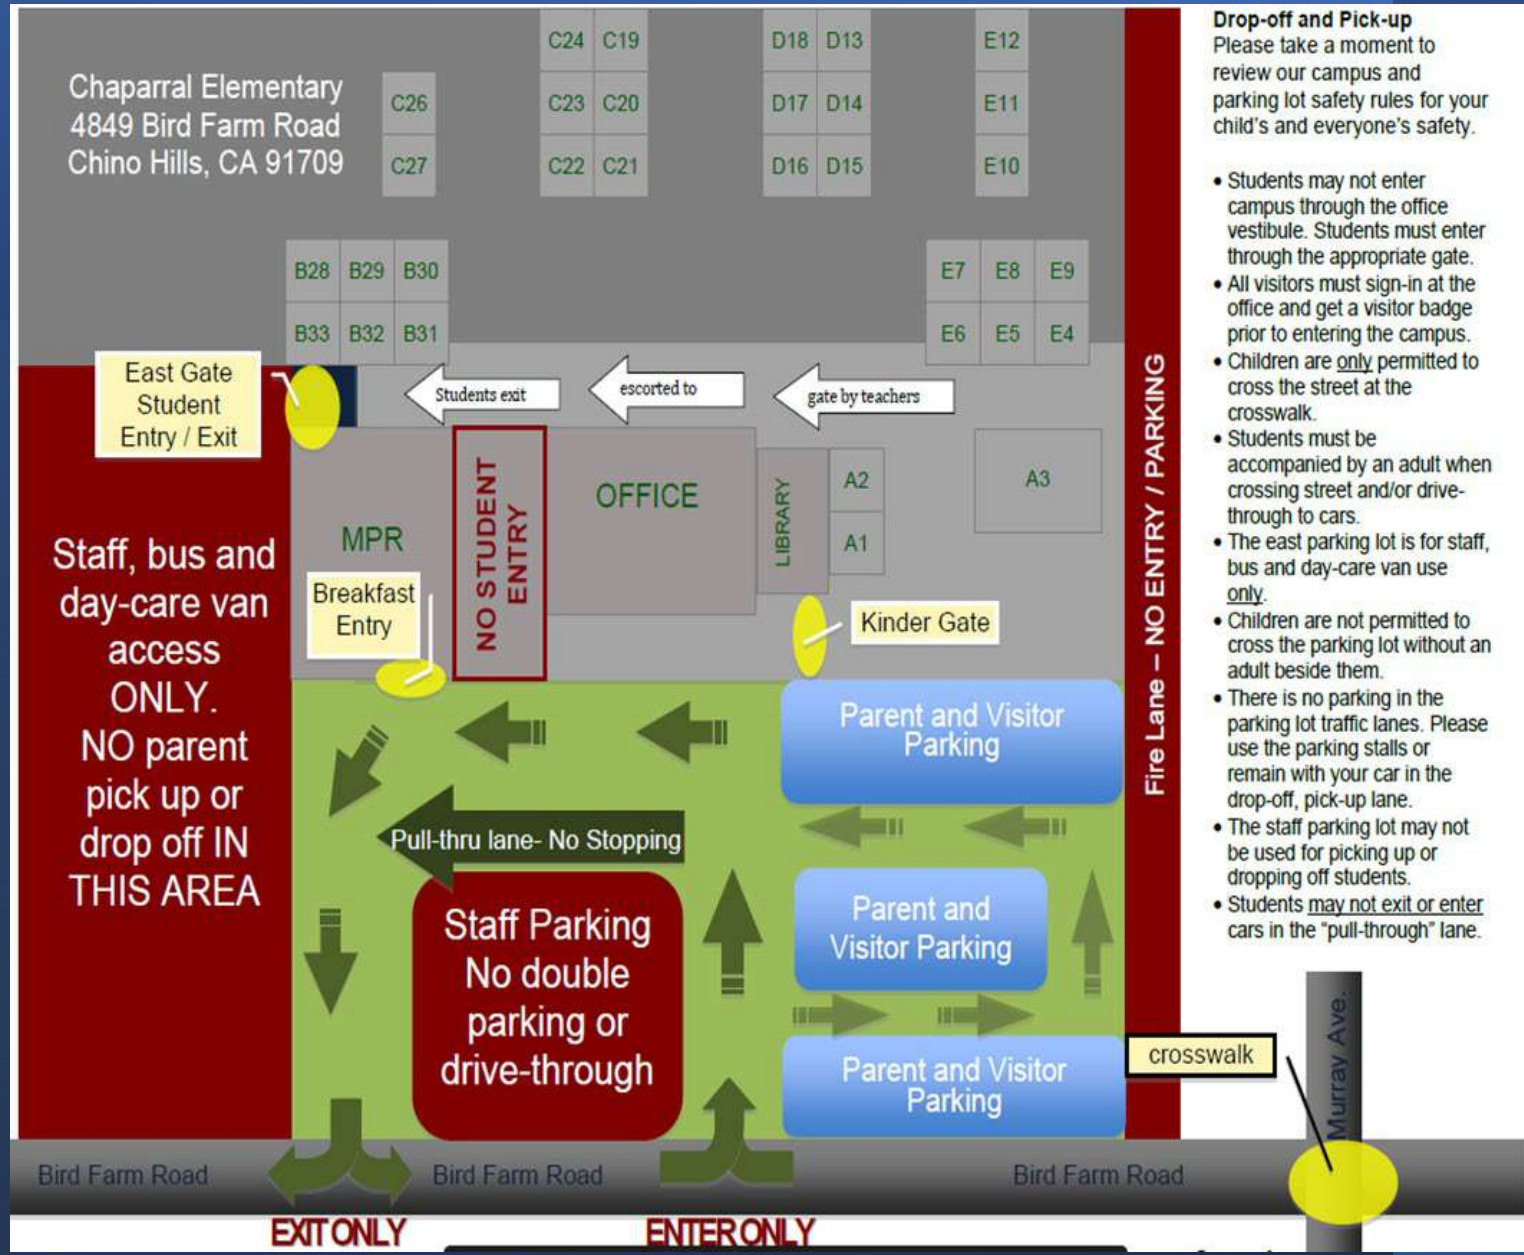 Chaparral Elementary
4849 Bird Farm Road
Chino Hills, CA 91709
C26
C27
C24 C19
C23 C20
C22 C21
D18 D13
D17 D14
D16 D15
E12
E11
E10
B28 B29 B30
B33 B32 B31
E7 E8 E9
E6 E5 E4
East Gate
Student
Entry / Exit
Students exit
escorted to
gate by teachers
MPR
NO STUDENT
ENTRY
OFFICE
LIBRARY
A2
A1
A3
Breakfast
Entry
Kinder Gate
Staff, bus and
day-care van
access
ONLY.
NO parent
pick up or
drop off IN
THIS AREA
Fire Lane – NO ENTRY / PARKING
Parent and Visitor
Parking
Pull-thru lane- No Stopping
Staff Parking
No double
parking or
drive-through
Parent and
Visitor Parking
Parent and Visitor
Parking
Bird Farm Road
Bird Farm Road
Bird Farm Road
EXIT ONLY
ENTER ONLY
Drop-off and Pick-up
Please take a moment to
review our campus and
parking lot safety rules for your
child's and everyone's safety.
• Students may not enter
campus through the office
vestibule. Students must enter
through the appropriate gate.
• All visitors must sign-in at the
office and get a visitor badge
prior to entering the campus.
• Children are only permitted to
cross the street at the
crosswalk.
• Students must be
accompanied by an adult when
crossing street and/or drive-
through to cars.
• The east parking lot is for staff,
bus and day-care van use
only.
• Children are not permitted to
cross the parking lot without an
adult beside them.
• There is no parking in the
parking lot traffic lanes. Please
use the parking stalls or
remain with your car in the
drop-off, pick-up lane.
• The staff parking lot may not
be used for picking up or
dropping off students.
• Students may not exit or enter
cars in the “pull-through” lane.
crosswalk
Murray Ave.